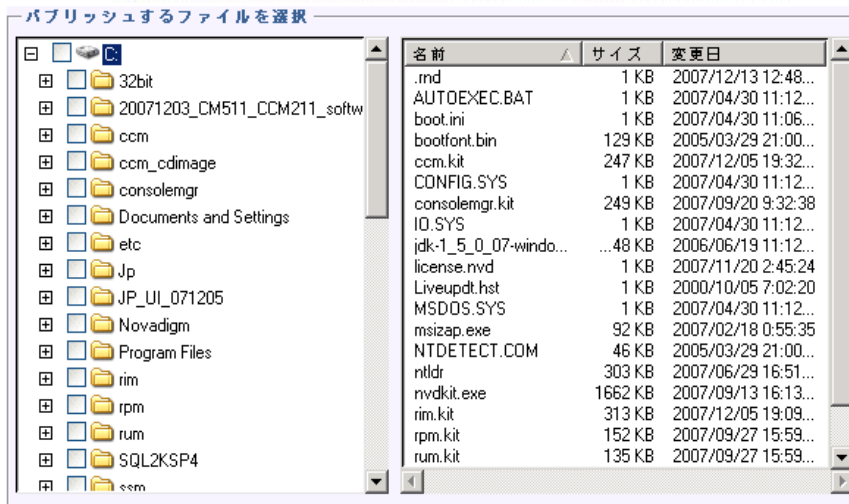 パブリッシュするファイルを選択
C:
32bit
20071203_CM511_CCM211_softw
ccm
ccm_cdimage
consolemgr
Documents and Settings
etc
Jp
JP_UI_071205
Novadigm
Program Files
rim
rpm
rum
SQL2KSP4
ssm
名前 サイズ 変更日
.rnd 1 KB 2007/12/13 12:48...
AUTOEXEC.BAT 1 KB 2007/04/30 11:12...
boot.ini 1 KB 2007/04/30 11:06...
bootfont.bin 129 KB 2005/03/29 21:00...
ccm.kit 247 KB 2007/12/05 19:32...
CONFIG.SYS 1 KB 2007/04/30 11:12...
consolemgr.kit 249 KB 2007/09/20 9:32:38
IO.SYS 1 KB 2007/04/30 11:12...
jdk-1_5_0_07-windo... ...48 KB 2006/06/19 11:12...
license.nvd 1 KB 2007/11/20 2:45:24
Liveupdt.hst 1 KB 2000/10/05 7:02:20
MSDOS.SYS 1 KB 2007/04/30 11:12...
msizap.exe 92 KB 2007/02/18 0:55:35
NTDETECT.COM 46 KB 2005/03/29 21:00...
ntldr 303 KB 2007/06/29 16:51...
nvdkit.exe 1662 KB 2007/09/13 16:13...
rim.kit 313 KB 2007/12/05 19:09...
rpm.kit 152 KB 2007/09/27 15:59...
rum.kit 135 KB 2007/09/27 15:59...